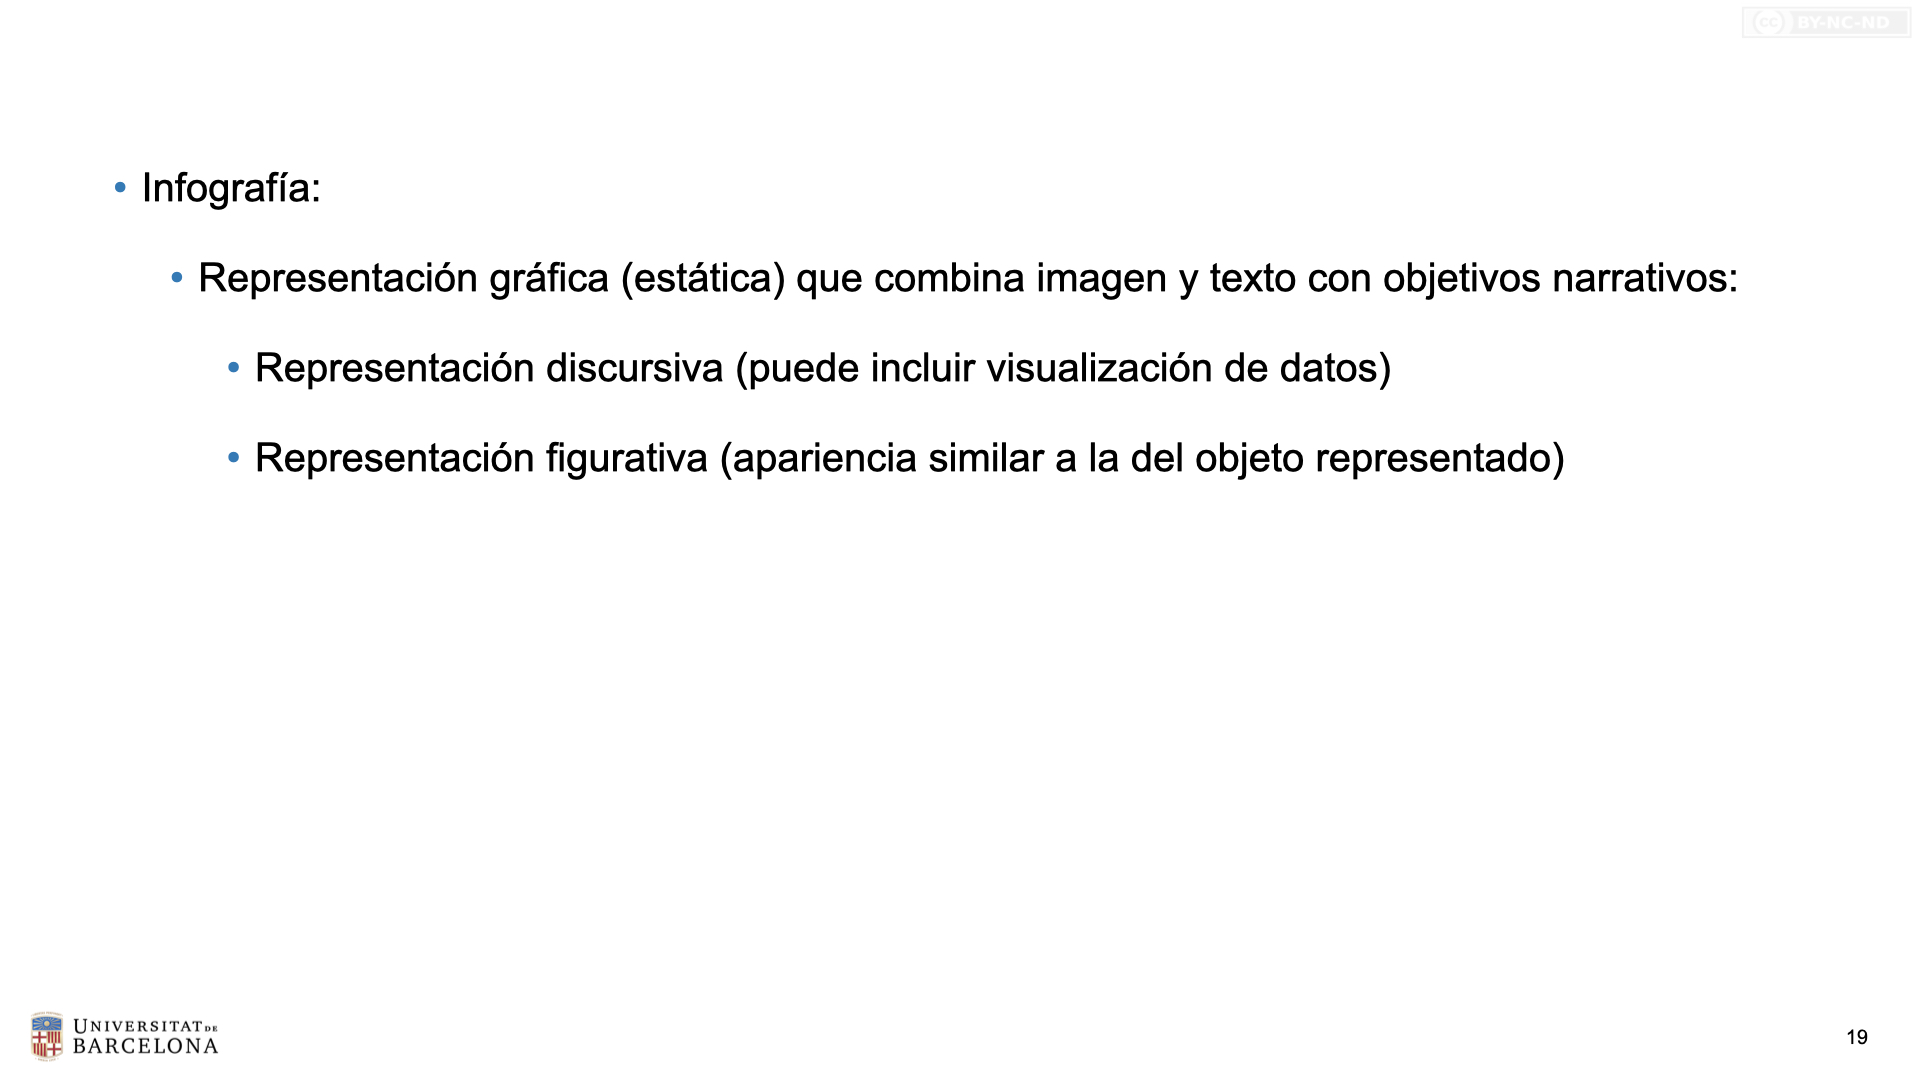 BY-NC-ND
• Infografía:
• Representación gráfica (estática) que combina imagen y texto con objetivos narrativos:
• Representación discursiva (puede incluir visualización de datos)
• Representación figurativa (apariencia similar a la del objeto representado)
UNIVERSITAT DE
BARCELONA
19